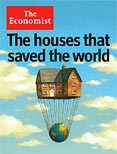 The
Economist
The houses that
saved the world